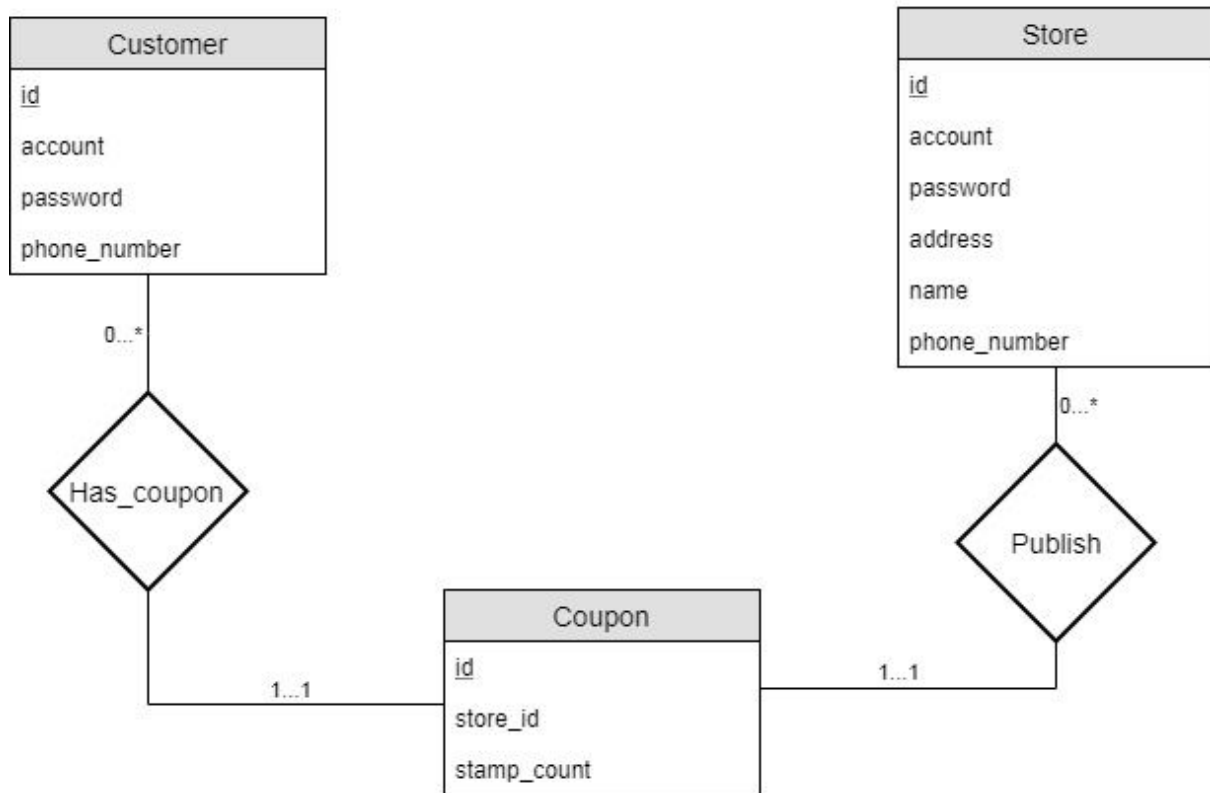 Customer
id
account
password
phone_number
0...*
Has_coupon
1...1
Store
id
account
password
address
name
phone_number
0...*
Publish
1...1
Coupon
id
store_id
stamp_count